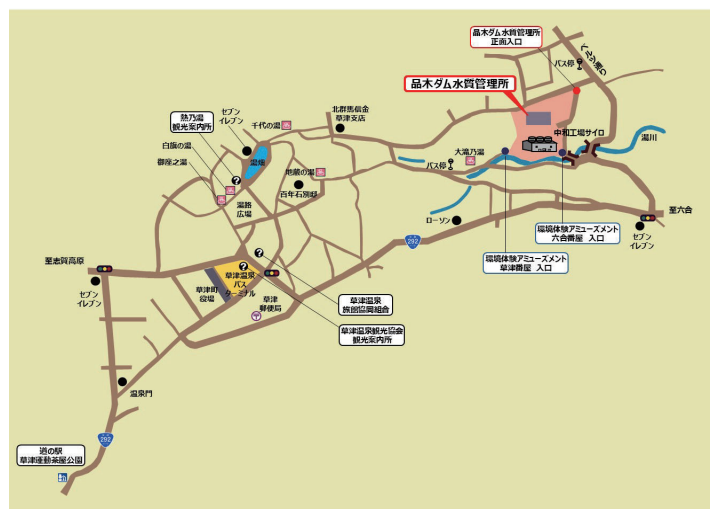 品木ダム水質管理所
正面入口
ベルツ通り
バス停
品木ダム水質管理所
中和工場サイロ
湯川
北群馬信金
草津支店
セブン
イレブン
千代の湯
熱乃湯
観光案内所
白旗の湯
御座之湯
湯畑
地蔵の湯
百年石別邸
湯路
広場
大滝乃湯
バス停
ローソン
292
環境体験アミューズメント
六合番屋 入口
環境体験アミューズメント
草津番屋 入口
至六合
セブン
イレブン
至志賀高原
セブン
イレブン
草津町
役場
草津温泉
バス
ターミナル
草津
郵便局
草津温泉
旅館協同組合
草津温泉観光協会
観光案内所
温泉門
292
道の駅
草津運動茶屋公園